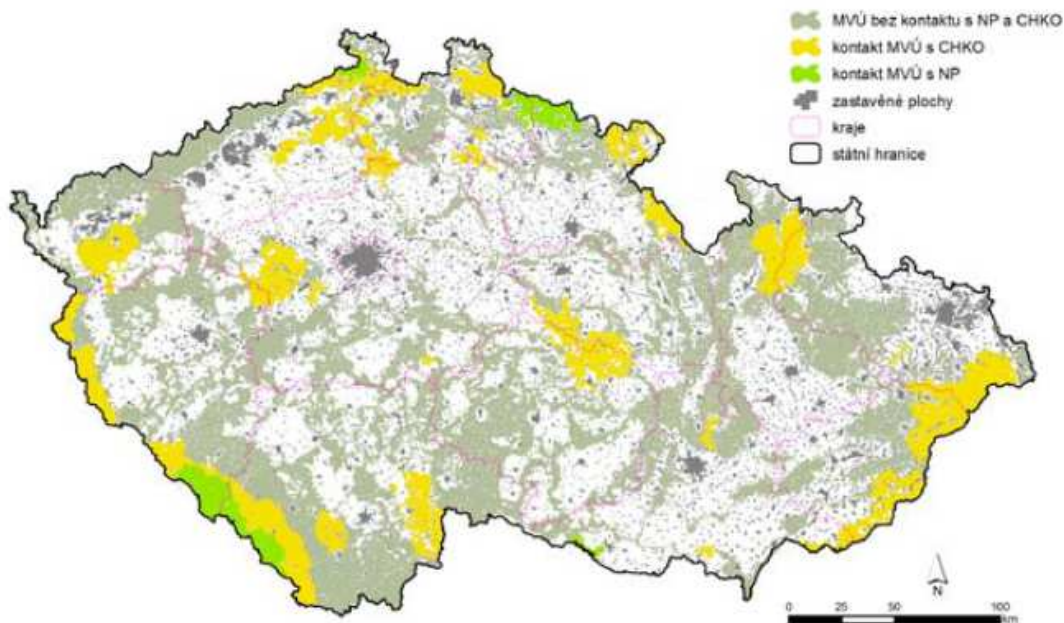 MVÚ bez kontaktu s NP a CHKO
kontakt MVÚ s CHKO
kontakt MVÚ s NP
zastavěné plochy
kraje
státní hranice
N
0 25 50 100
km